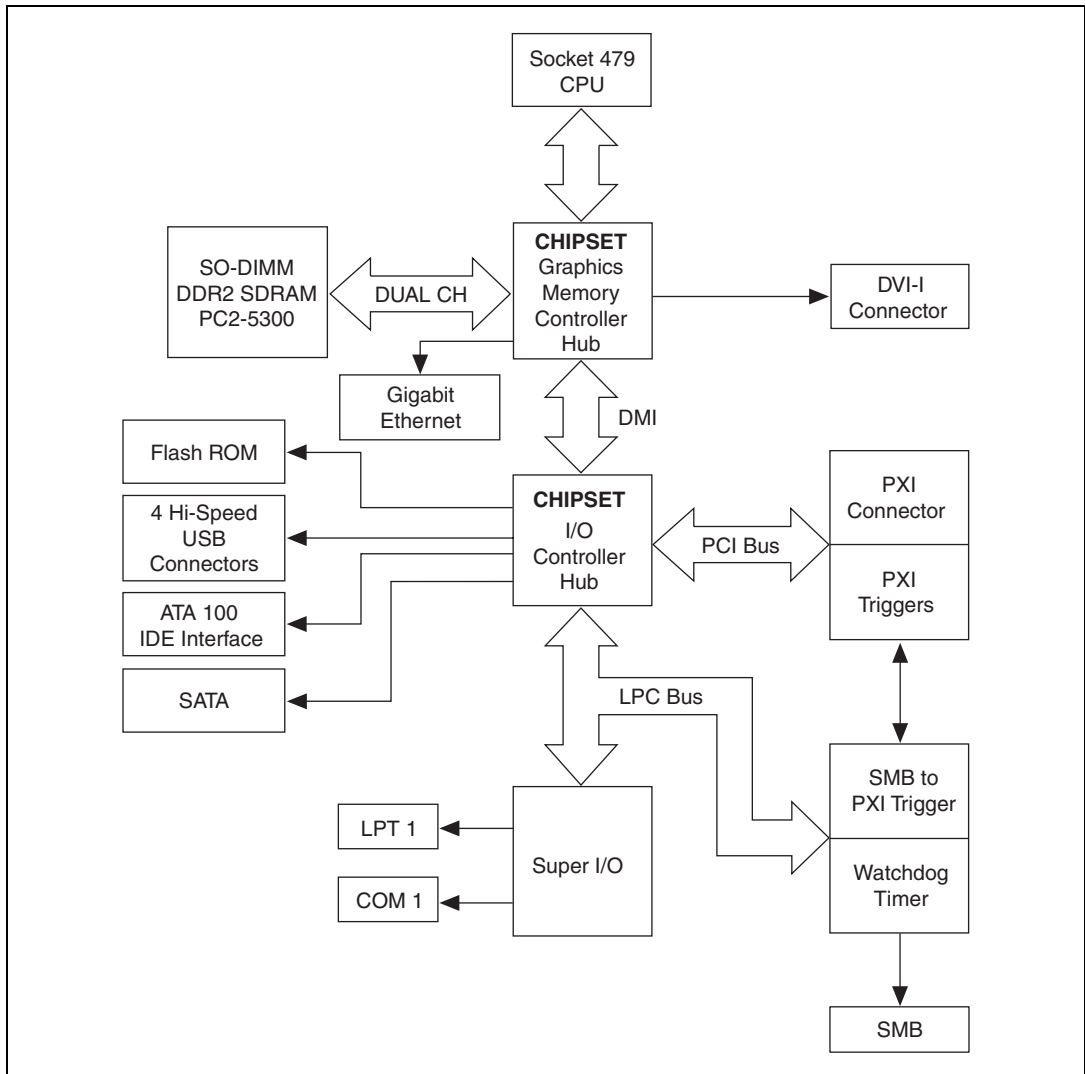 Socket 479
CPU
SO-DIMM
DDR2 SDRAM
PC2-5300
DUAL CH
CHIPSET
Graphics
Memory
Controller
Hub
DVI-I
Connector
Gigabit
Ethernet
DMI
Flash ROM
4 Hi-Speed
USB
Connectors
ATA 100
IDE Interface
SATA
CHIPSET
I/O
Controller
Hub
PCI Bus
PXI
Connector
PXI
Triggers
LPC Bus
LPT 1
COM 1
Super I/O
SMB to
PXI Trigger
Watchdog
Timer
SMB